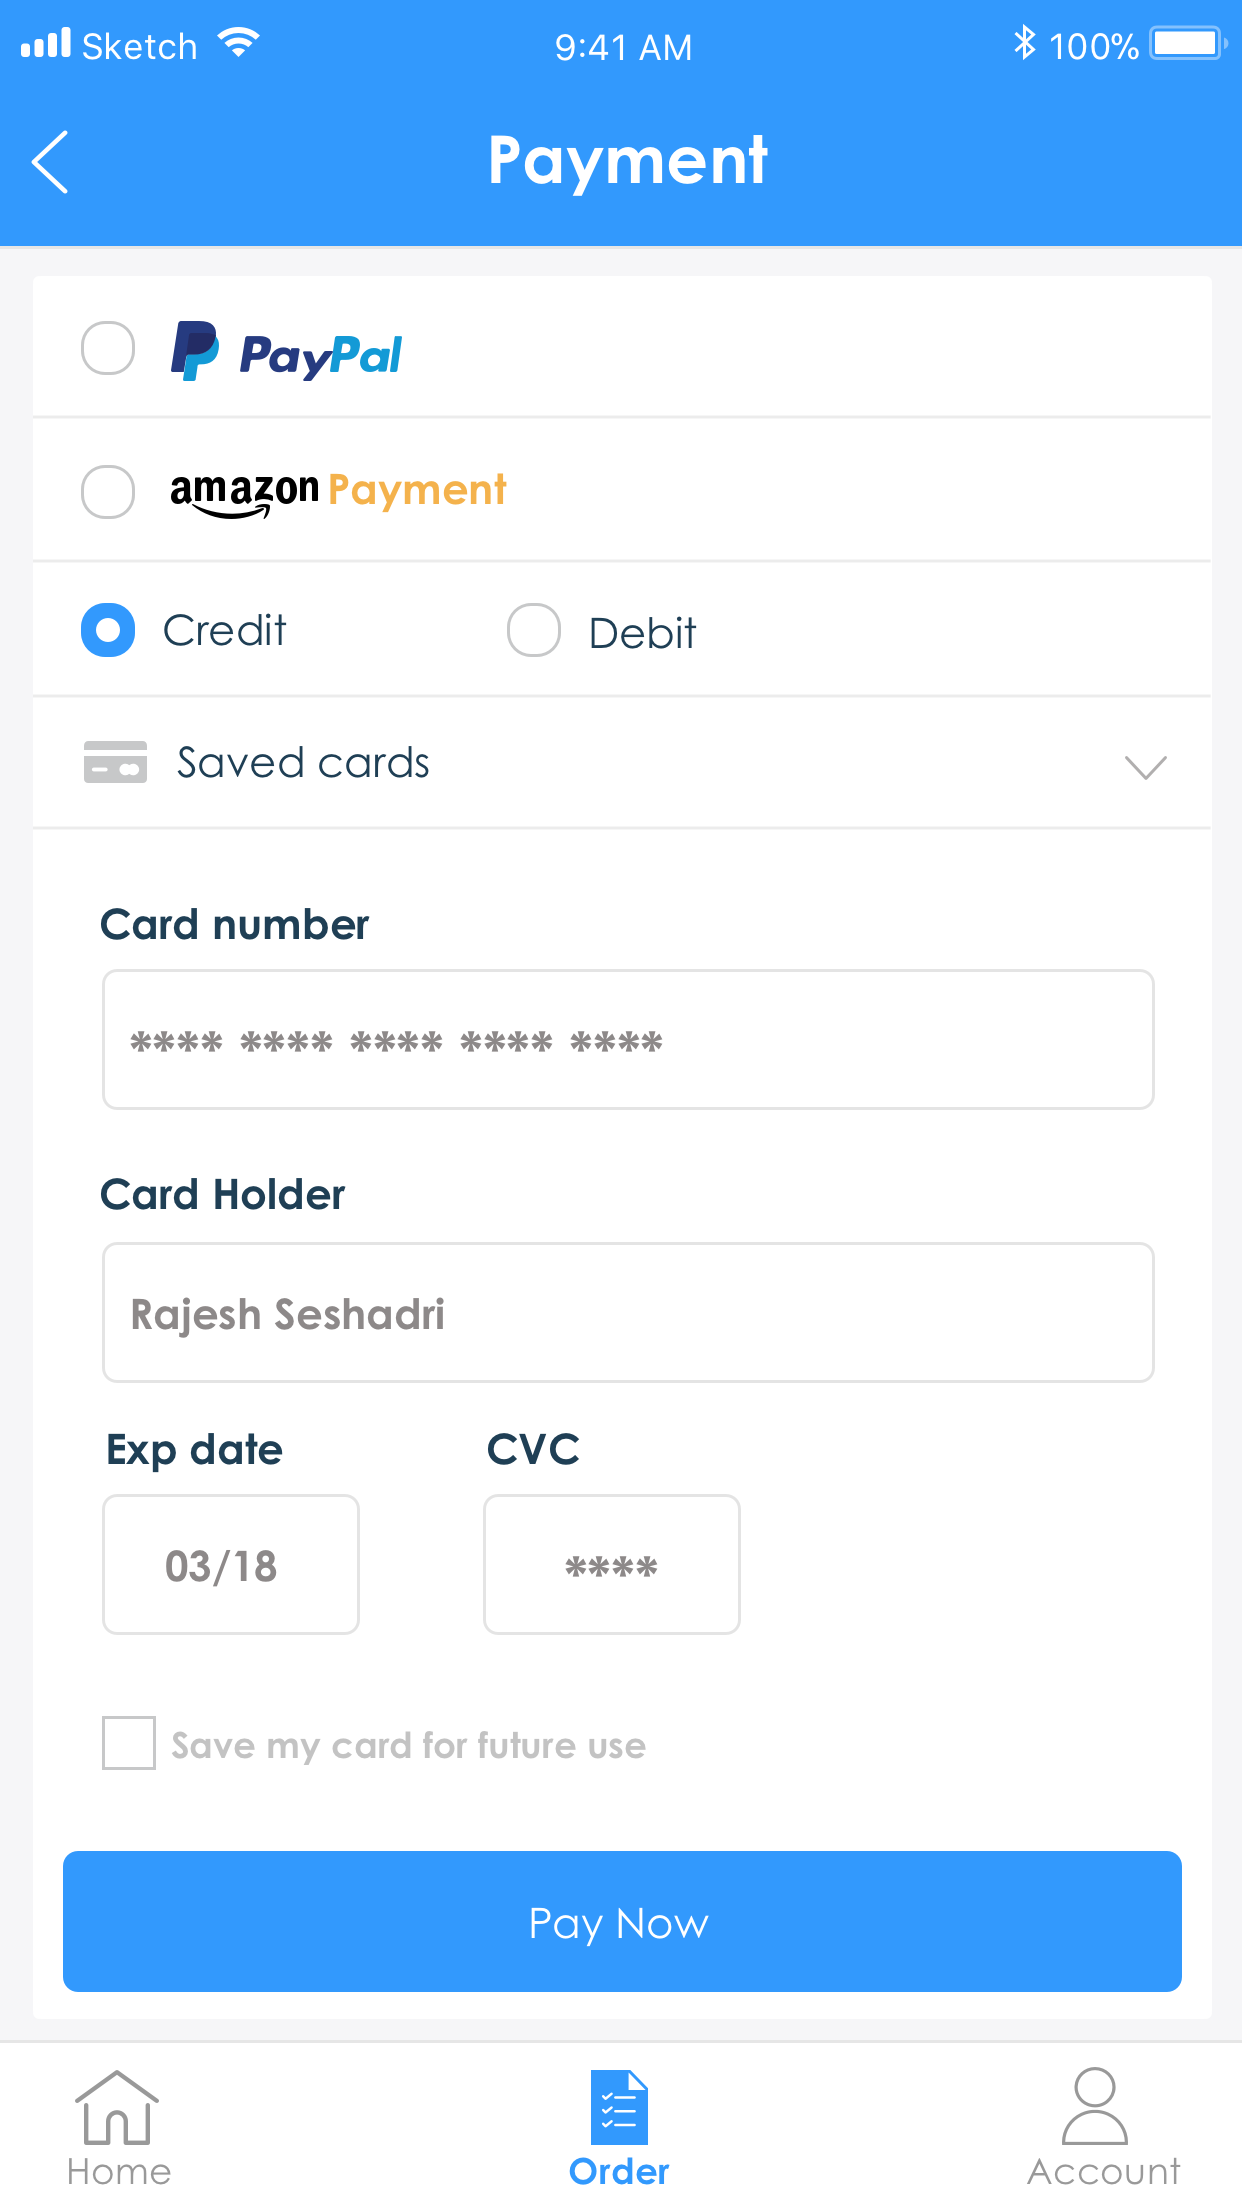 Sketch 9:41 AM 100%
Payment
PayPal
amazon Payment
Credit Debit
Saved cards
Card number
**** **** **** **** ****
Card Holder
Rajesh Seshadri
Exp date CVC
03/18 ****
Save my card for future use
Pay Now
Home Order Account